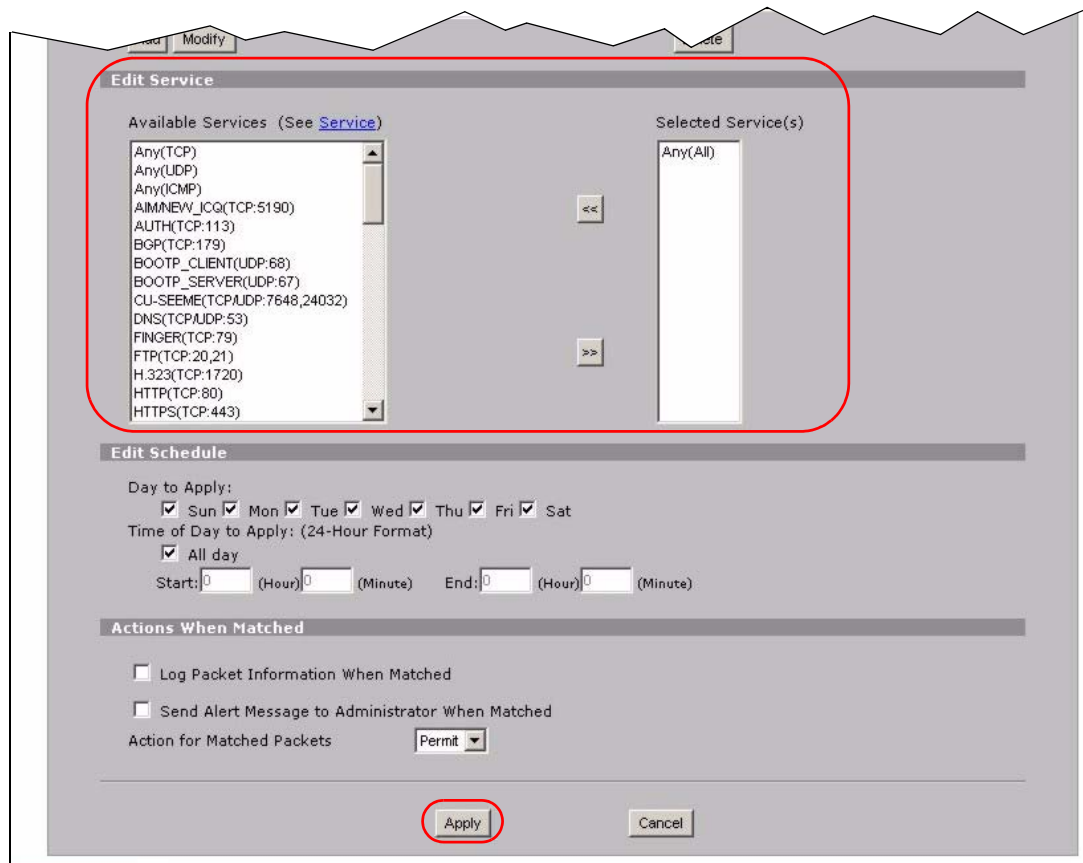 Modify
Edit Service
Available Services (See Service)
Selected Service(s)
Any(TCP)
Any(UDP)
Any(ICMP)
AIM/NEW_ICQ(TCP:5190)
AUTH(TCP:113)
BGP(TCP:179)
BOOTP_CLIENT(UDP:68)
BOOTP_SERVER(UDP:67)
CU-SEEME(TCP/UDP:7648,24032)
DNS(TCP/UDP:53)
FINGER(TCP:79)
FTP(TCP:20,21)
H.323(TCP:1720)
HTTP(TCP:80)
HTTPS(TCP:443)
<<
>>
Any(All)
Edit Schedule
Day to Apply:
Sun Mon Tue Wed Thu Fri Sat
Time of Day to Apply: (24-Hour Format)
All day
Start: 0 (Hour) 0 (Minute) End: 0 (Hour) 0 (Minute)
Actions When Matched
Log Packet Information When Matched
Send Alert Message to Administrator When Matched
Action for Matched Packets Permit
Apply Cancel